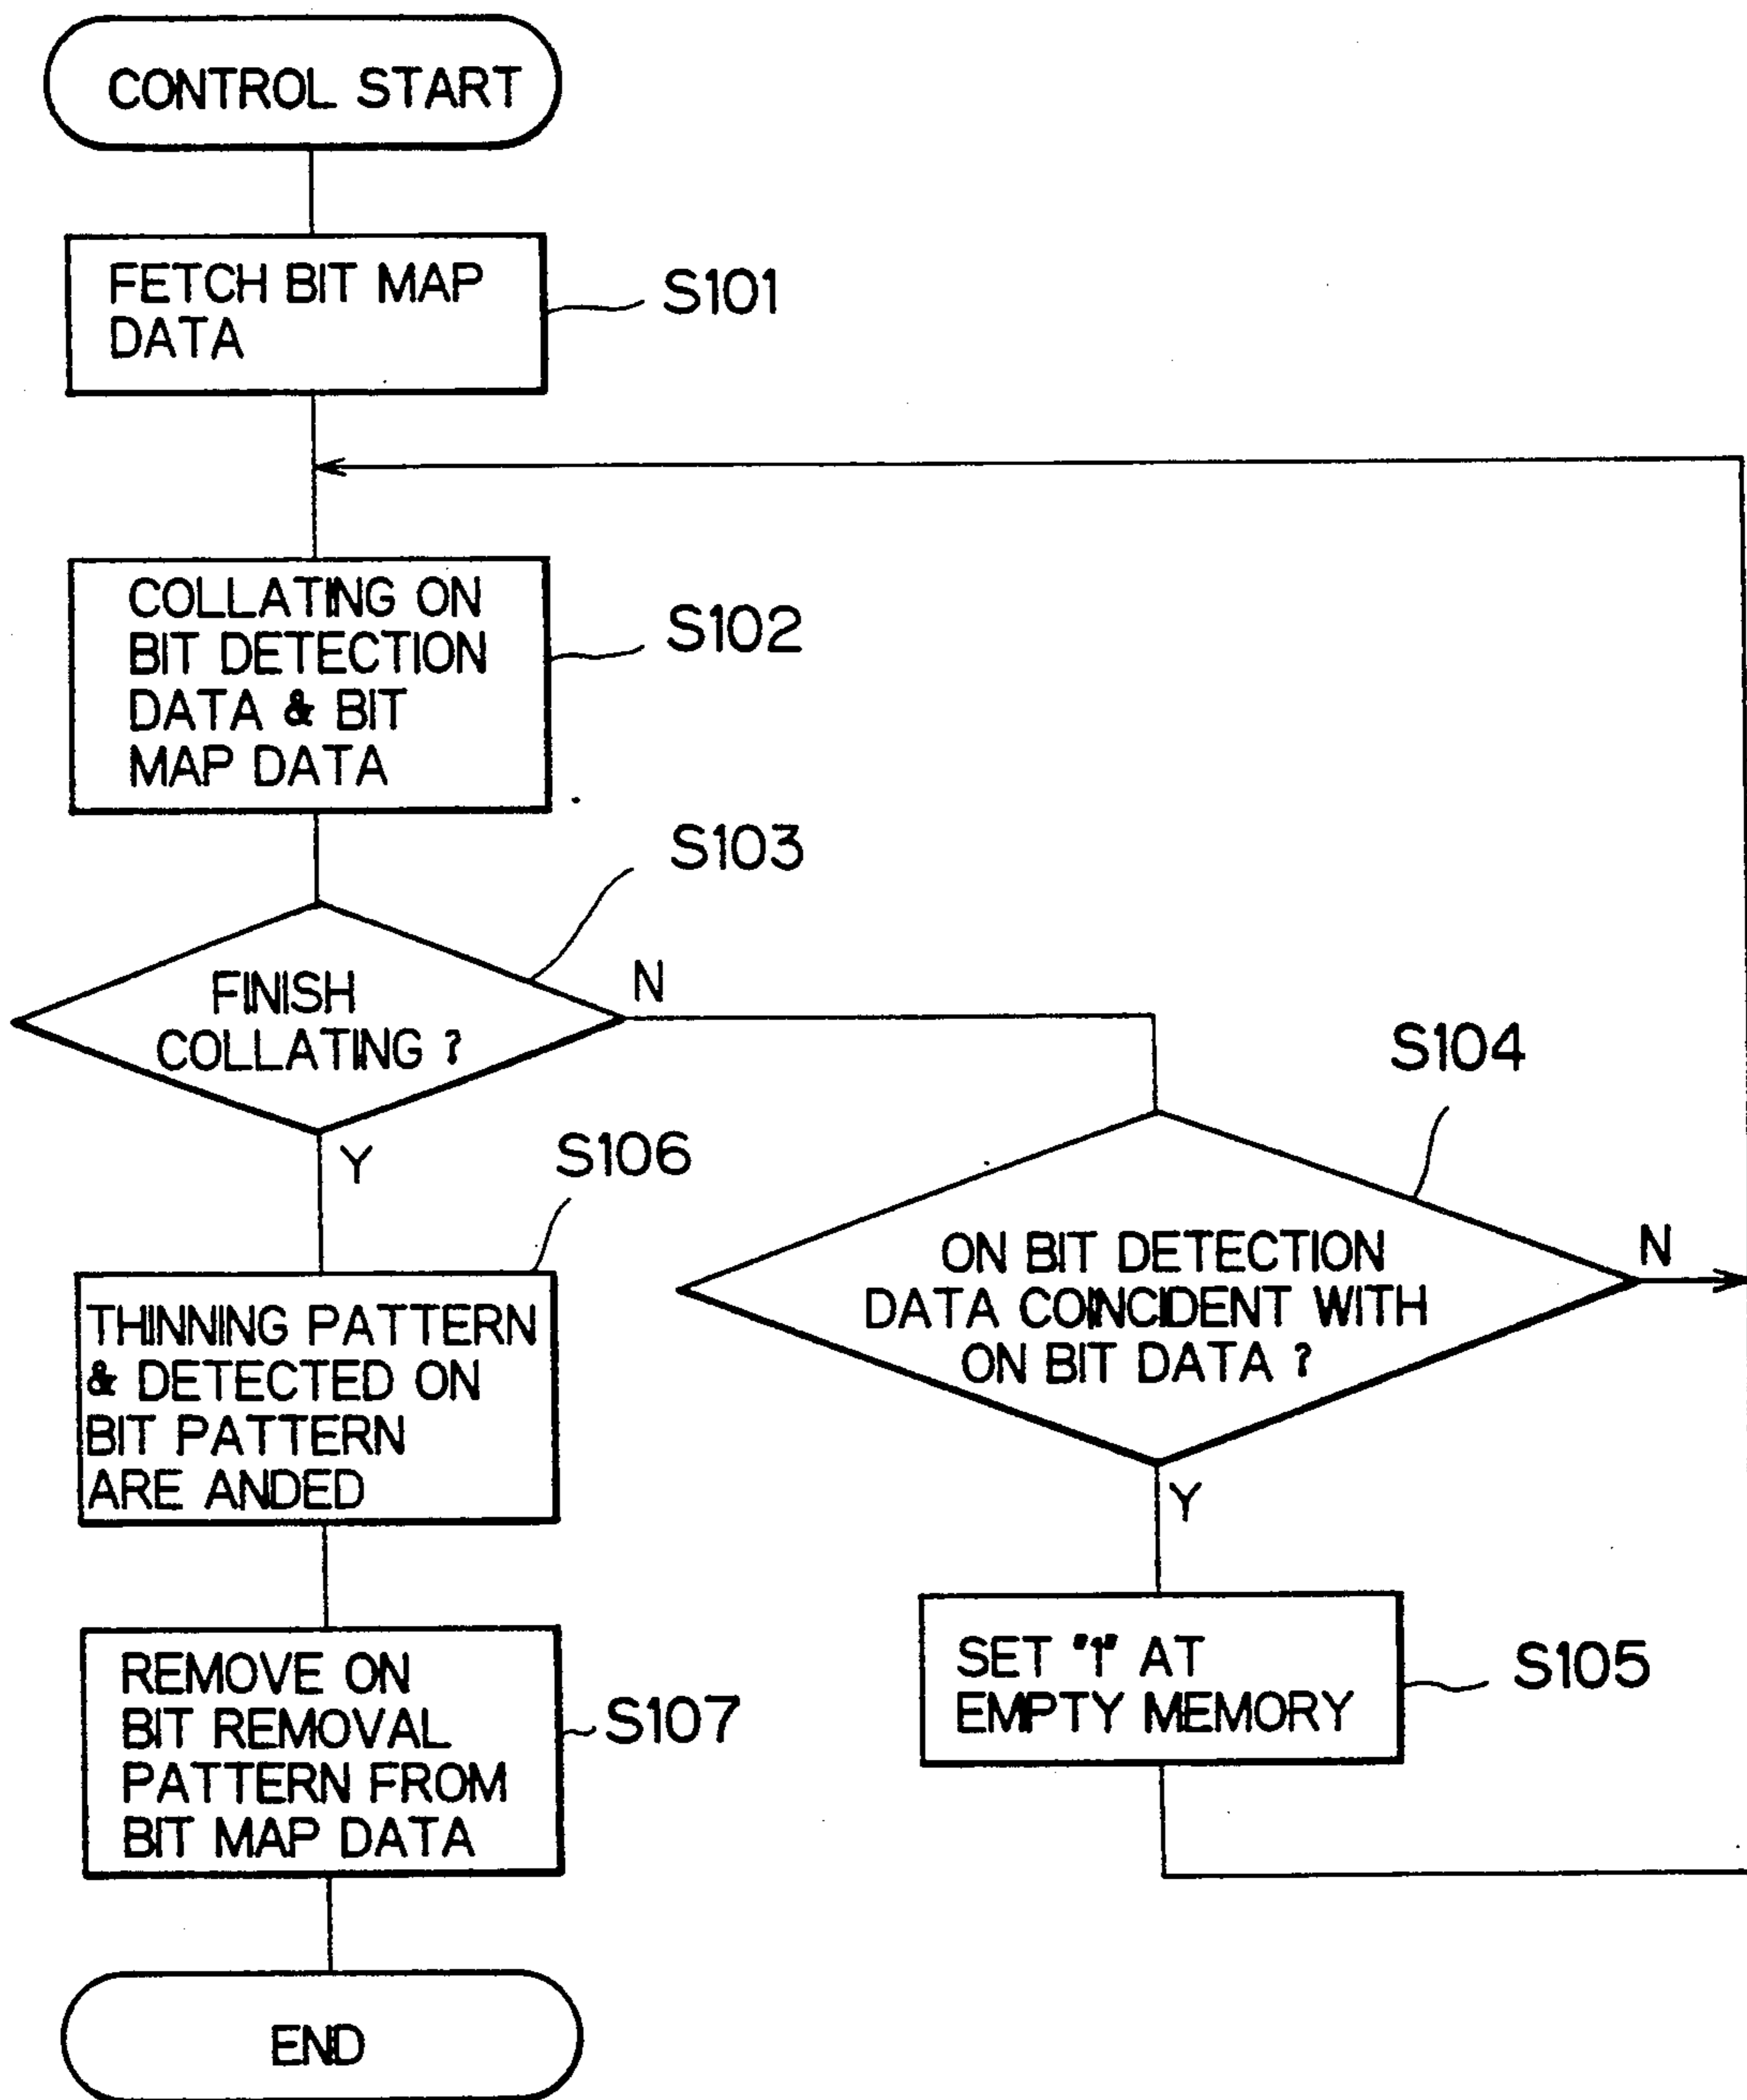 CONTROL START
FETCH BIT MAP
DATA
S101
COLLATING ON
BIT DETECTION
DATA & BIT
MAP DATA
S102
S103
FINISH
COLLATING ?
N
Y
S104
ON BIT DETECTION
DATA COINCIDENT WITH
ON BIT DATA ?
N
Y
S105
SET "1" AT
EMPTY MEMORY
S106
THINNING PATTERN
& DETECTED ON
BIT PATTERN
ARE ANDED
REMOVE ON
BIT REMOVAL
PATTERN FROM
BIT MAP DATA
S107
END